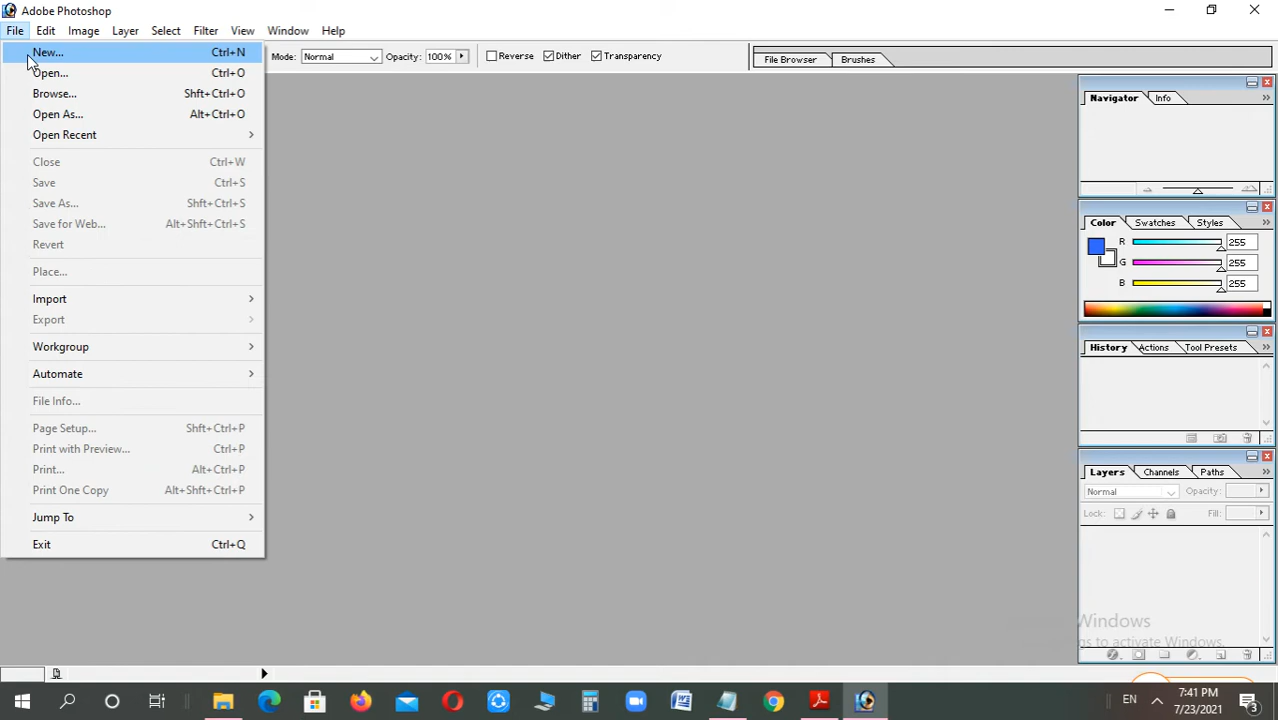 Adobe Photoshop
File Edit Image Layer Select Filter View Window Help
Mode: Normal Opacity: 100% Reverse Dither Transparency File Browser Brushes
New... Ctrl+N
Open... Ctrl+O
Browse... Shft+Ctrl+O
Open As... Alt+Ctrl+O
Open Recent
Close Ctrl+W
Save Ctrl+S
Save As... Shft+Ctrl+S
Save for Web... Alt+Shft+Ctrl+S
Revert
Place...
Import
Export
Workgroup
Automate
File Info...
Page Setup... Shft+Ctrl+P
Print with Preview... Ctrl+P
Print... Alt+Ctrl+P
Print One Copy Alt+Shft+Ctrl+P
Jump To
Exit Ctrl+Q
Navigator Info
Color Swatches Styles
R 255
G 255
B 255
History Actions Tool Presets
Layers Channels Paths
Normal Opacity:
Lock: Fill:
Windows
to activate Windows.
EN 7:41 PM
7/23/2021 3